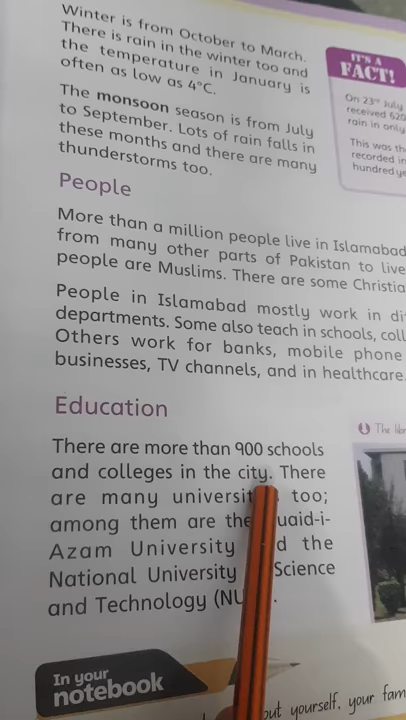 Winter is from October to March.
There is rain in the winter too and
the temperature in January is
often as low as 4°C.
The monsoon season is from July
to September. Lots of rain falls in
these months and there are many
thunderstorms too.
IT'S A
FACT!
On 23rd July
received 620
rain in only
This was th
recorded in
hundred ye
People
More than a million people live in Islamabad
from many other parts of Pakistan to live
people are Muslims. There are some Christia
People in Islamabad mostly work in di
departments. Some also teach in schools, coll
Others work for banks, mobile phone
businesses, TV channels, and in healthcare
Education
There are more than 900 schools
and colleges in the city. There
are many universit too;
among them are the uaid-i-
Azam University d the
National University Science
and Technology (NU .
The libr
In your
notebook
out yourself, your fam